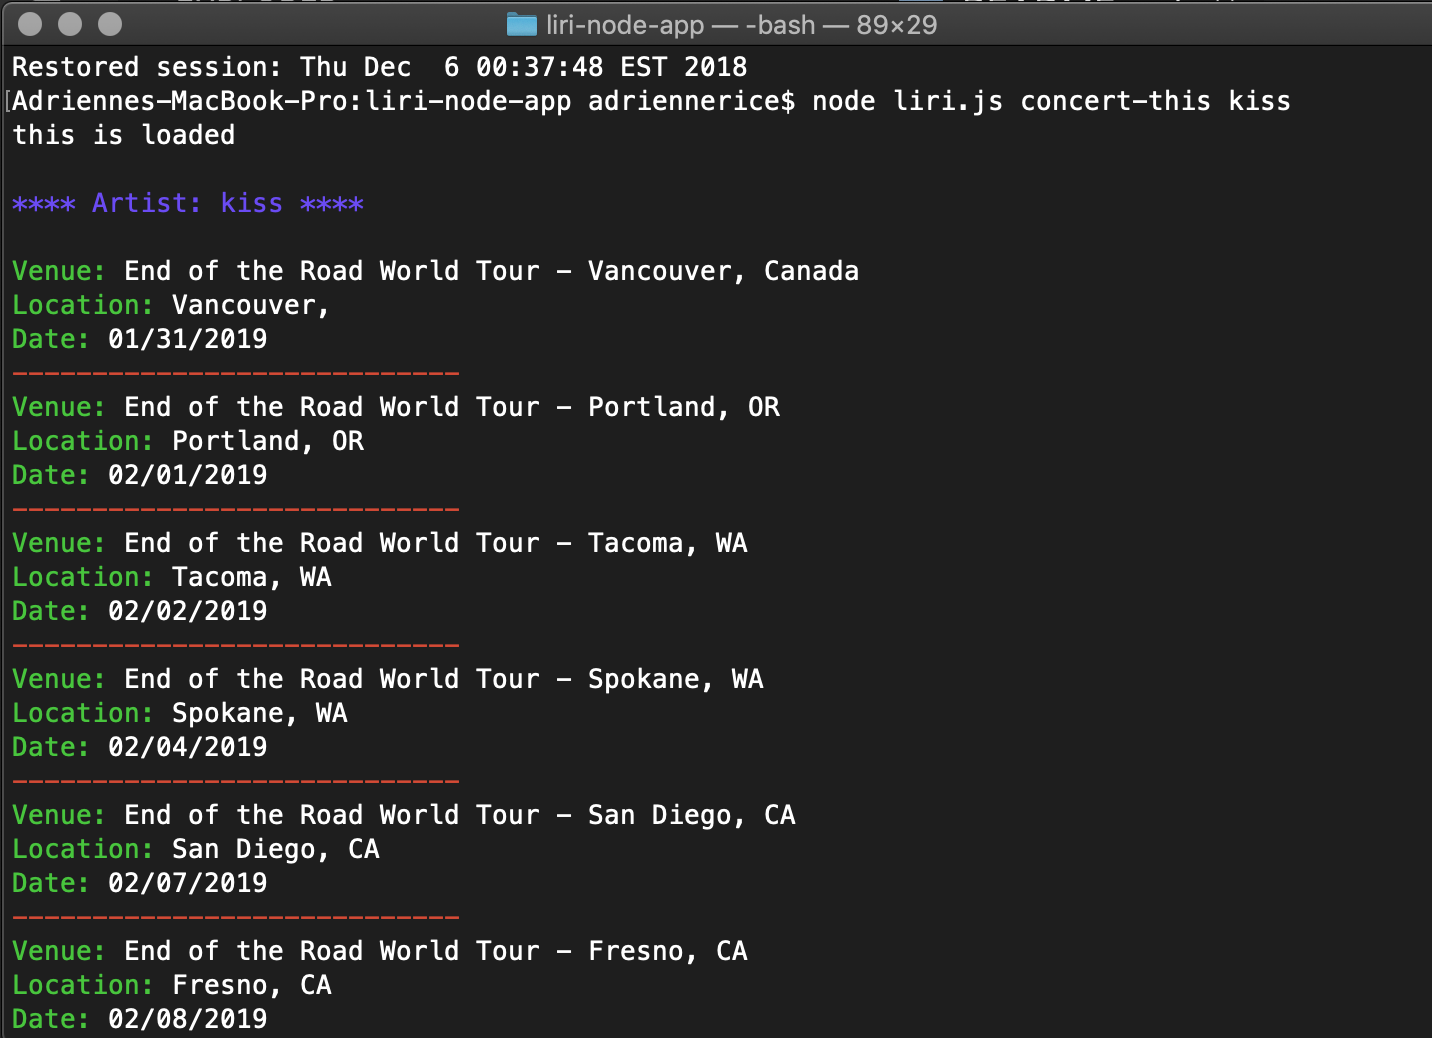 liri-node-app — -bash — 89×29
Restored session: Thu Dec  6 00:37:48 EST 2018
[Adriennes-MacBook-Pro:liri-node-app adriennerice$ node liri.js concert-this kiss
this is loaded
**** Artist: kiss ****
Venue: End of the Road World Tour - Vancouver, Canada
Location: Vancouver,
Date: 01/31/2019
----------------------------
Venue: End of the Road World Tour - Portland, OR
Location: Portland, OR
Date: 02/01/2019
----------------------------
Venue: End of the Road World Tour - Tacoma, WA
Location: Tacoma, WA
Date: 02/02/2019
----------------------------
Venue: End of the Road World Tour - Spokane, WA
Location: Spokane, WA
Date: 02/04/2019
----------------------------
Venue: End of the Road World Tour - San Diego, CA
Location: San Diego, CA
Date: 02/07/2019
----------------------------
Venue: End of the Road World Tour - Fresno, CA
Location: Fresno, CA
Date: 02/08/2019